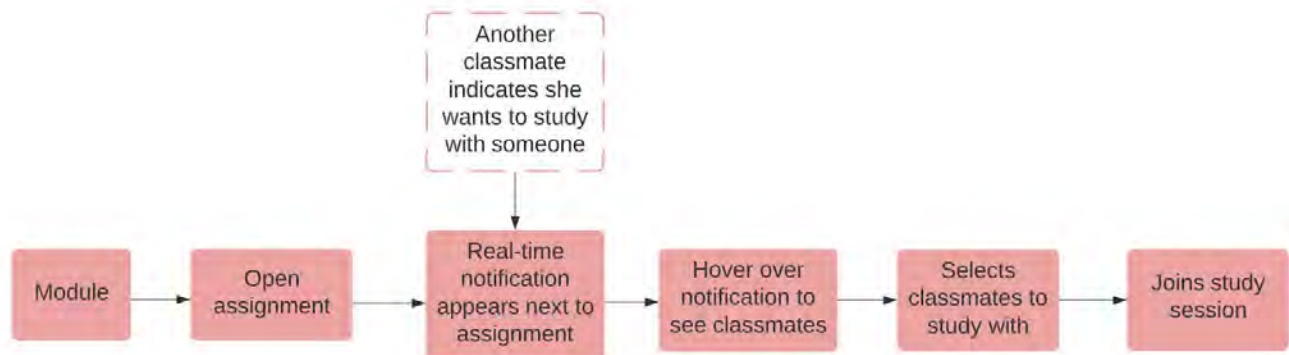 Another
classmate
indicates she
wants to study
with someone
Module
Open
assignment
Real-time
notification
appears next to
assignment
Hover over
notification to
see classmates
Selects
classmates to
study with
Joins study
session